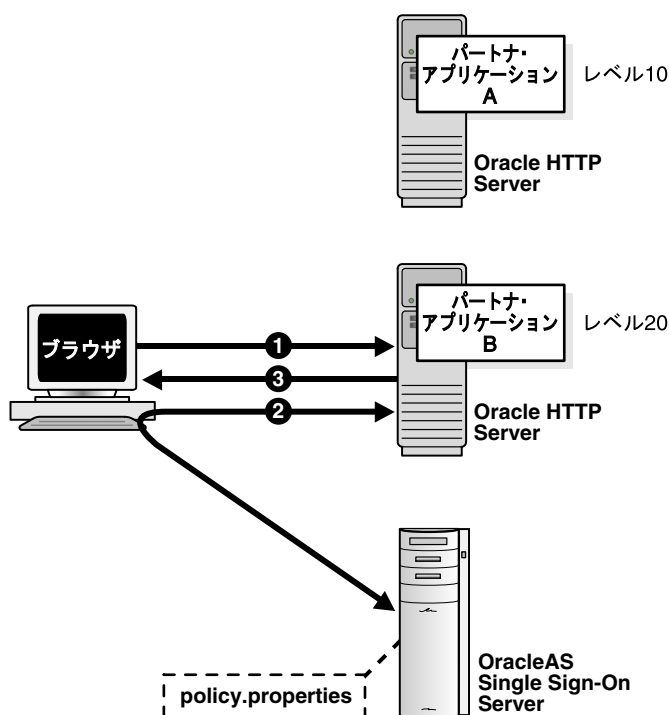 パートナ・
アプリケーション
A
レベル10
Oracle HTTP
Server
パートナ・
アプリケーション
B
レベル20
ブラウザ
1
3
2
Oracle HTTP
Server
OracleAS
Single Sign-On
Server
policy.properties